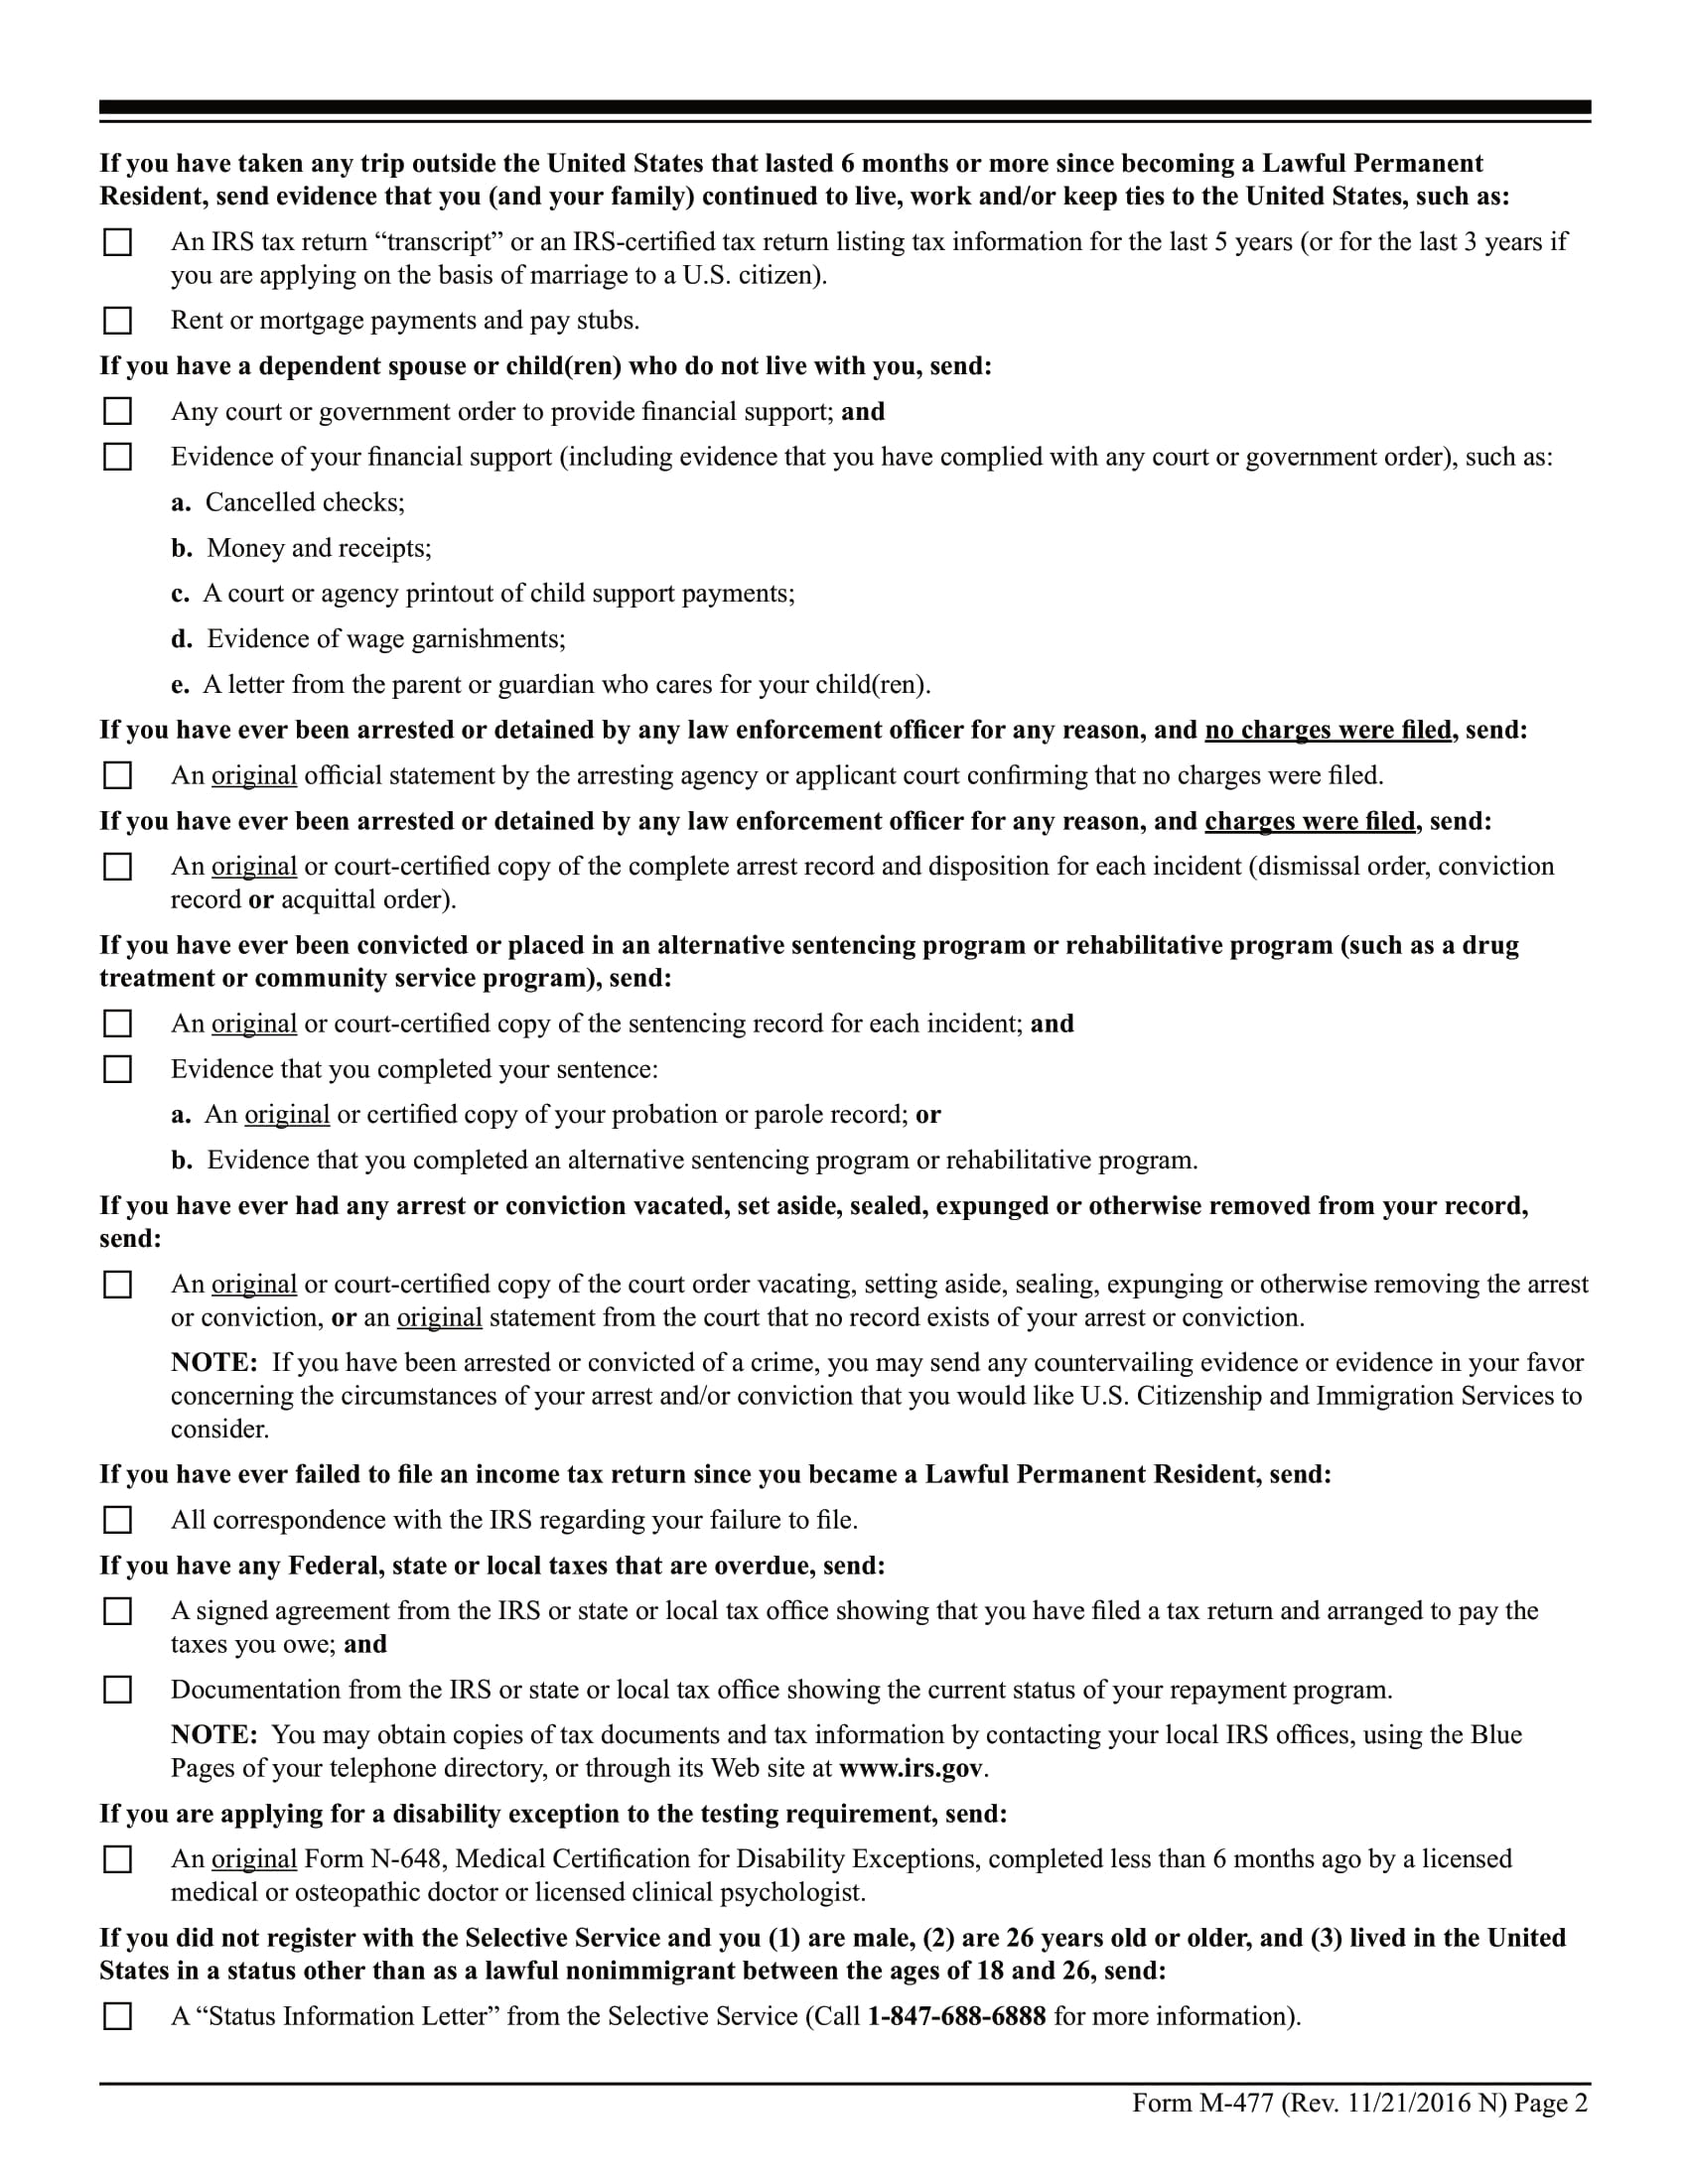 If you have taken any trip outside the United States that lasted 6 months or more since becoming a Lawful Permanent
Resident, send evidence that you (and your family) continued to live, work and/or keep ties to the United States, such as:
An IRS tax return “transcript” or an IRS-certified tax return listing tax information for the last 5 years (or for the last 3 years if
you are applying on the basis of marriage to a U.S. citizen).
Rent or mortgage payments and pay stubs.
If you have a dependent spouse or child(ren) who do not live with you, send:
Any court or government order to provide financial support; and
Evidence of your financial support (including evidence that you have complied with any court or government order), such as:
a. Cancelled checks;
b. Money and receipts;
c. A court or agency printout of child support payments;
d. Evidence of wage garnishments;
e. A letter from the parent or guardian who cares for your child(ren).
If you have ever been arrested or detained by any law enforcement officer for any reason, and no charges were filed, send:
An original official statement by the arresting agency or applicant court confirming that no charges were filed.
If you have ever been arrested or detained by any law enforcement officer for any reason, and charges were filed, send:
An original or court-certified copy of the complete arrest record and disposition for each incident (dismissal order, conviction
record or acquittal order).
If you have ever been convicted or placed in an alternative sentencing program or rehabilitative program (such as a drug
treatment or community service program), send:
An original or court-certified copy of the sentencing record for each incident; and
Evidence that you completed your sentence:
a. An original or certified copy of your probation or parole record; or
b. Evidence that you completed an alternative sentencing program or rehabilitative program.
If you have ever had any arrest or conviction vacated, set aside, sealed, expunged or otherwise removed from your record,
send:
An original or court-certified copy of the court order vacating, setting aside, sealing, expunging or otherwise removing the arrest
or conviction, or an original statement from the court that no record exists of your arrest or conviction.
NOTE: If you have been arrested or convicted of a crime, you may send any countervailing evidence or evidence in your favor
concerning the circumstances of your arrest and/or conviction that you would like U.S. Citizenship and Immigration Services to
consider.
If you have ever failed to file an income tax return since you became a Lawful Permanent Resident, send:
All correspondence with the IRS regarding your failure to file.
If you have any Federal, state or local taxes that are overdue, send:
A signed agreement from the IRS or state or local tax office showing that you have filed a tax return and arranged to pay the
taxes you owe; and
Documentation from the IRS or state or local tax office showing the current status of your repayment program.
NOTE: You may obtain copies of tax documents and tax information by contacting your local IRS offices, using the Blue
Pages of your telephone directory, or through its Web site at www.irs.gov.
If you are applying for a disability exception to the testing requirement, send:
An original Form N-648, Medical Certification for Disability Exceptions, completed less than 6 months ago by a licensed
medical or osteopathic doctor or licensed clinical psychologist.
If you did not register with the Selective Service and you (1) are male, (2) are 26 years old or older, and (3) lived in the United
States in a status other than as a lawful nonimmigrant between the ages of 18 and 26, send:
A “Status Information Letter” from the Selective Service (Call 1-847-688-6888 for more information).
Form M-477 (Rev. 11/21/2016 N) Page 2